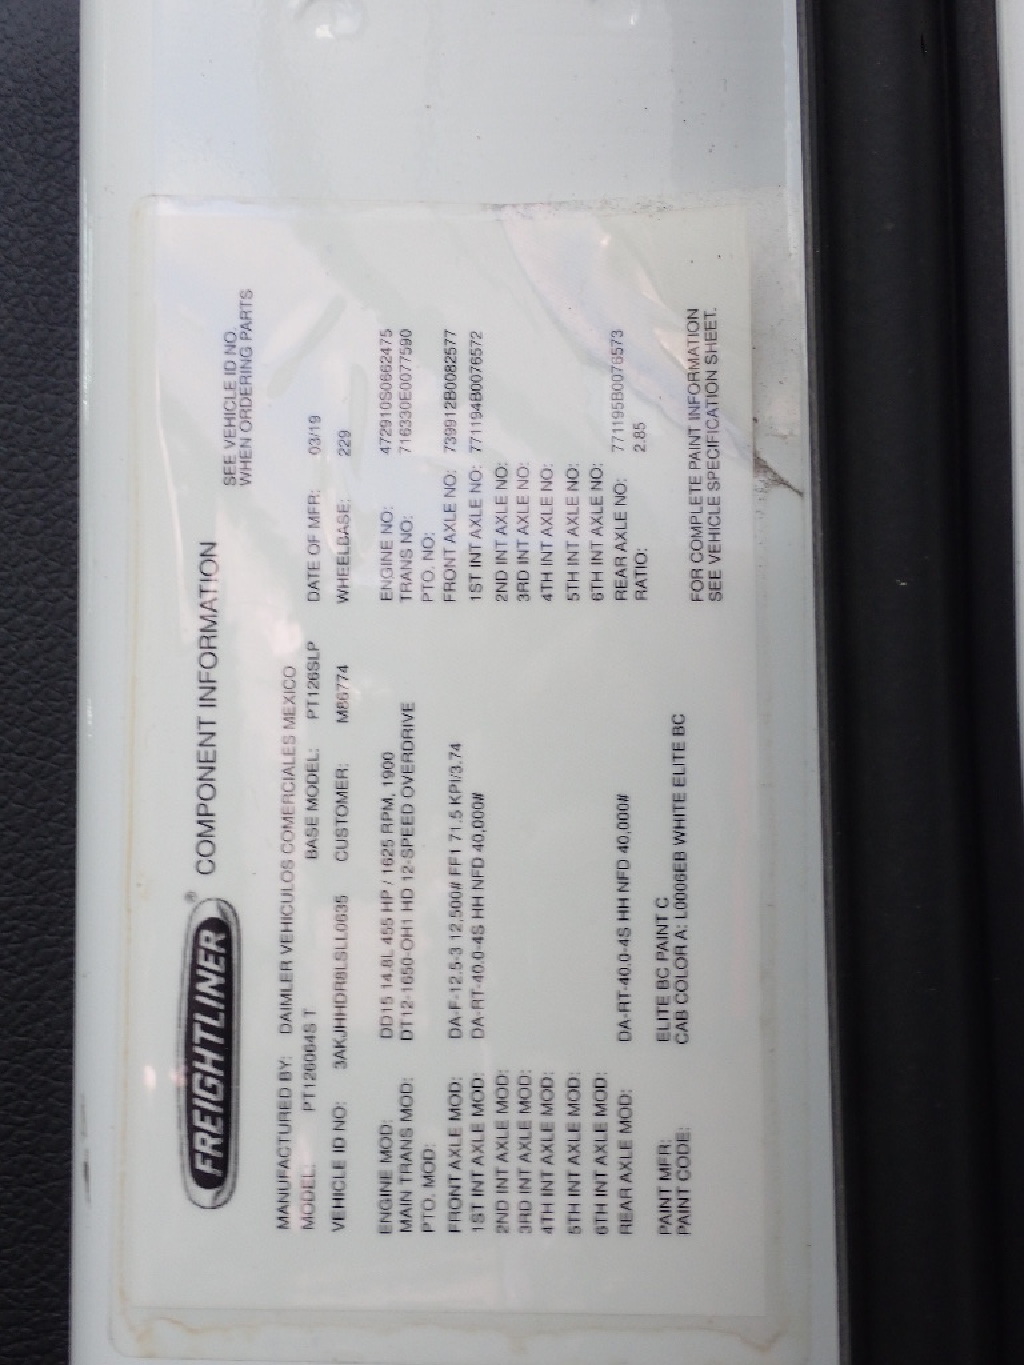 FREIGHTLINER® COMPONENT INFORMATION
SEE VEHICLE ID NO.
WHEN ORDERING PARTS
MANUFACTURED BY: DAIMLER VEHICULOS COMERCIALES MEXICO
MODEL: PT126064S T BASE MODEL: PT126SLP DATE OF MFR: 03/19
VEHICLE ID NO: 3AKJHHDR8LSLL0635 CUSTOMER: M86774 WHEELBASE: 229
ENGINE MOD: DD15 14.8L 455 HP / 1625 RPM, 1900 ENGINE NO: 472910S0662475
MAIN TRANS MOD: DT12-1650-OH1 HD 12-SPEED OVERDRIVE TRANS NO: 716330E0077590
PTO. MOD: PTO. NO:
FRONT AXLE MOD: DA-F-12.5-3 12,500# FF1 71.5 KPI/3.74 FRONT AXLE NO: 739912B0082577
1ST INT AXLE MOD: DA-RT-40.0-4S HH NFD 40,000# 1ST INT AXLE NO: 771194B0076572
2ND INT AXLE MOD: 2ND INT AXLE NO:
3RD INT AXLE MOD: 3RD INT AXLE NO:
4TH INT AXLE MOD: 4TH INT AXLE NO:
5TH INT AXLE MOD: 5TH INT AXLE NO:
6TH INT AXLE MOD: 6TH INT AXLE NO:
REAR AXLE MOD: DA-RT-40.0-4S HH NFD 40,000# REAR AXLE NO: 771195B0076573
RATIO: 2.85
PAINT MFR: ELITE BC PAINT C
PAINT CODE: CAB COLOR A: L0006EB WHITE ELITE BC
FOR COMPLETE PAINT INFORMATION
SEE VEHICLE SPECIFICATION SHEET.